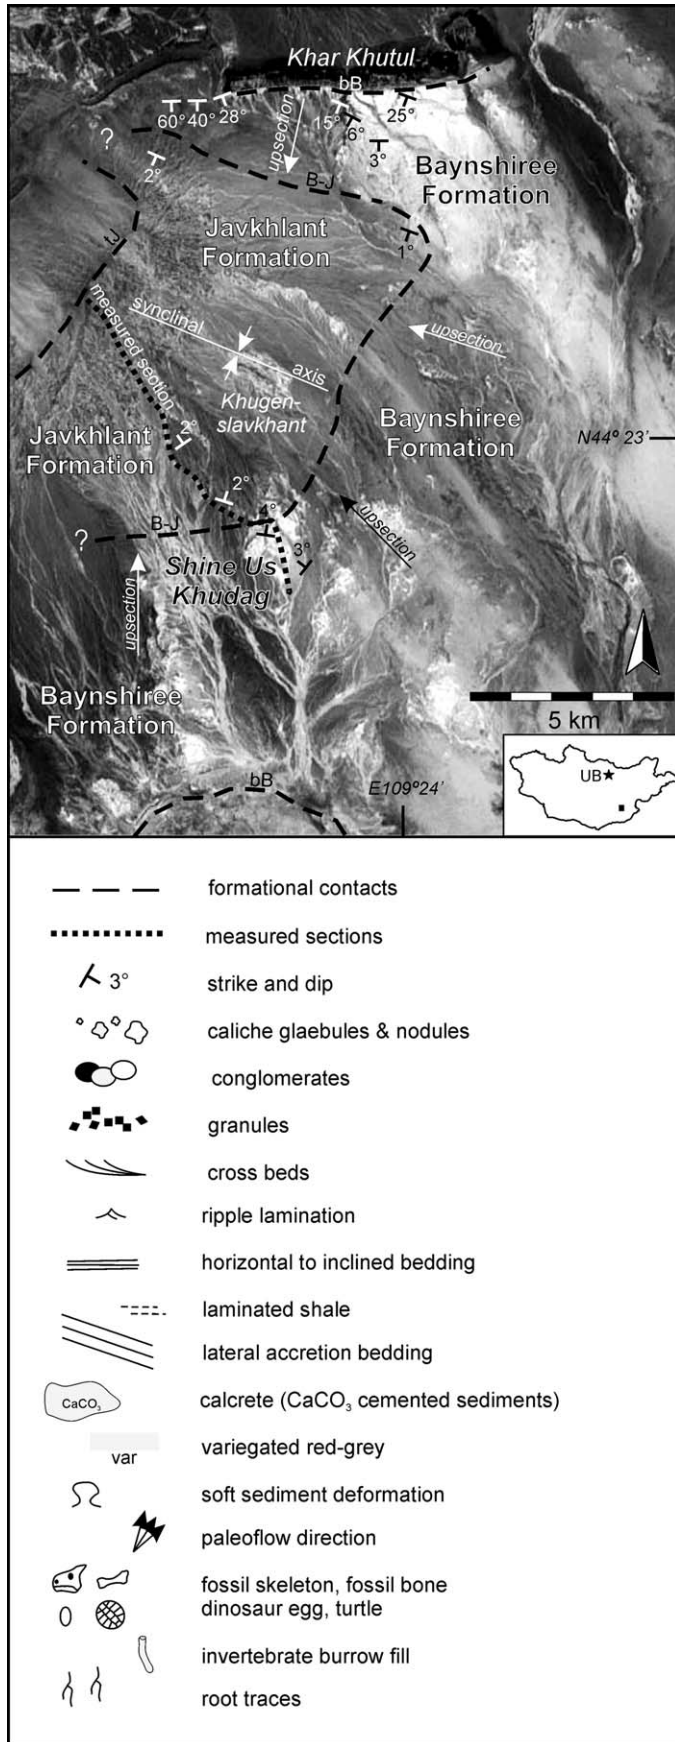 Khar Khutul
bB
60° 40° 28°
15°
6°
25°
3°
upsection
?
2°
B-J
Baynshiree
Formation
Javkhlant
Formation
1°
tJ
measured section
synclinal
axis
upsection
Khugen-
slavkhant
Baynshiree
Formation
N44° 23'
Javkhlant
Formation
2°
2°
B-J
4°
?
3°
upsection
Shine Us
Khudag
upsection
Baynshiree
Formation
5 km
bB
E109°24'
UB
formational contacts
measured sections
3° strike and dip
caliche glaebules & nodules
conglomerates
granules
cross beds
ripple lamination
horizontal to inclined bedding
laminated shale
lateral accretion bedding
CaCO₃ calcrete (CaCO₃ cemented sediments)
variegated red-grey
var
soft sediment deformation
paleoflow direction
fossil skeleton, fossil bone
dinosaur egg, turtle
invertebrate burrow fill
root traces